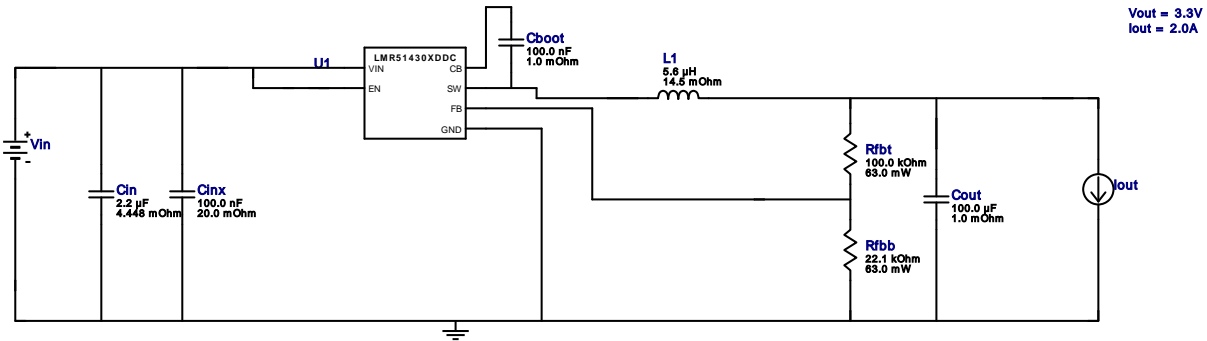 Vout = 3.3V
Iout = 2.0A
Cboot
100.0 nF
1.0 mOhm
U1
LMR51430XDDC
VIN
CB
EN
SW
FB
GND
L1
5.6 µH
14.5 mOhm
+
Vin
-
Cin
2.2 µF
4.448 mOhm
Cinx
100.0 nF
20.0 mOhm
Rfbt
100.0 kOhm
63.0 mW
Cout
100.0 µF
1.0 mOhm
Iout
Rfbb
22.1 kOhm
63.0 mW